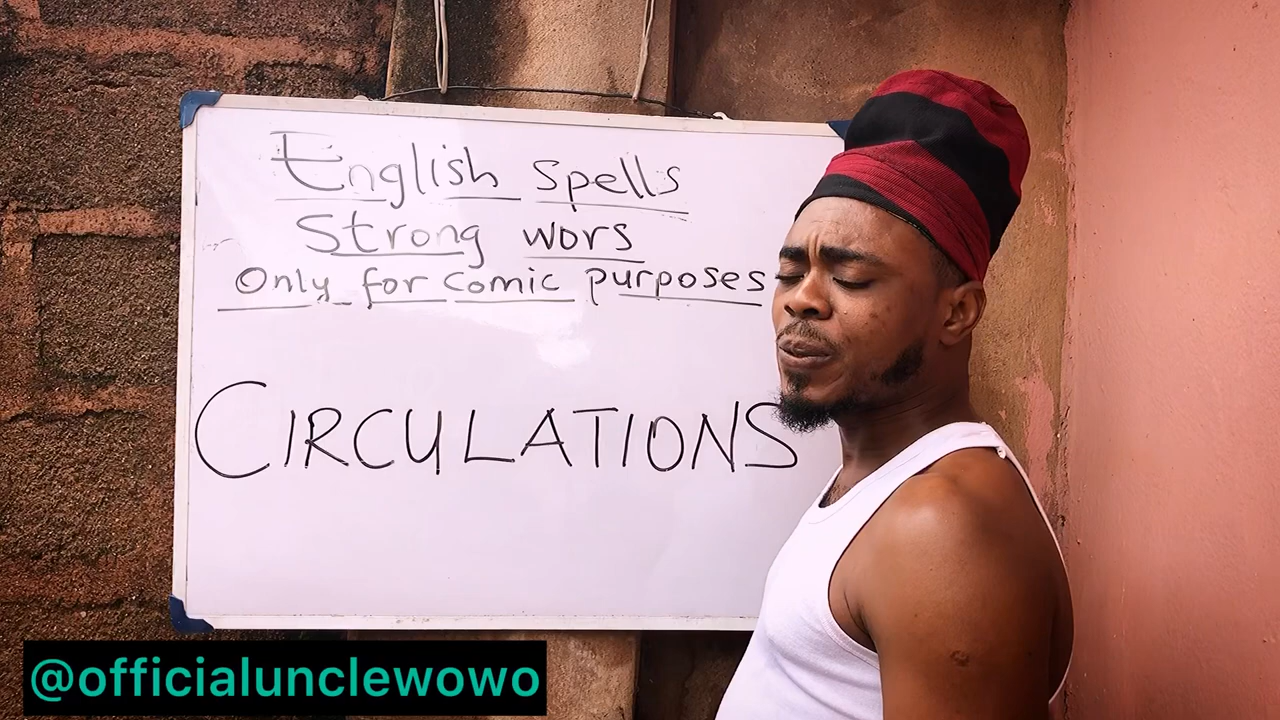 English spells
Strong wors
Only for comic purposes
CIRCULATIONS
@officialunclewowo